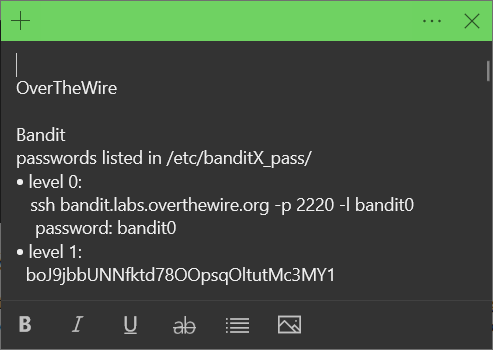 OverTheWire
Bandit
passwords listed in /etc/banditX_pass/
• level 0:
ssh bandit.labs.overthewire.org -p 2220 -l bandit0
password: bandit0
• level 1:
boJ9jbbUNNfktd78OOpsqOltutMc3MY1
B I U ab